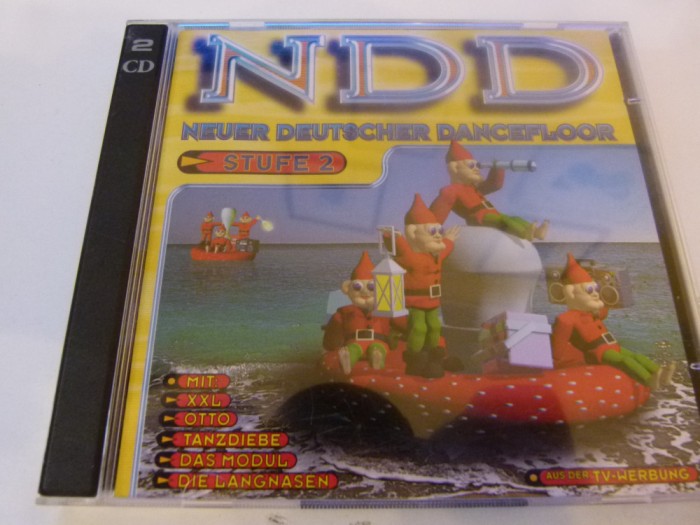 2
CD
NDD
NEUER DEUTSCHER DANCEFLOOR
STUFE 2
MIT
XXL
OTTO
TANZDIEBE
DAS MODUL
DIE LANGNASEN
AUS DER TV-WERBUNG